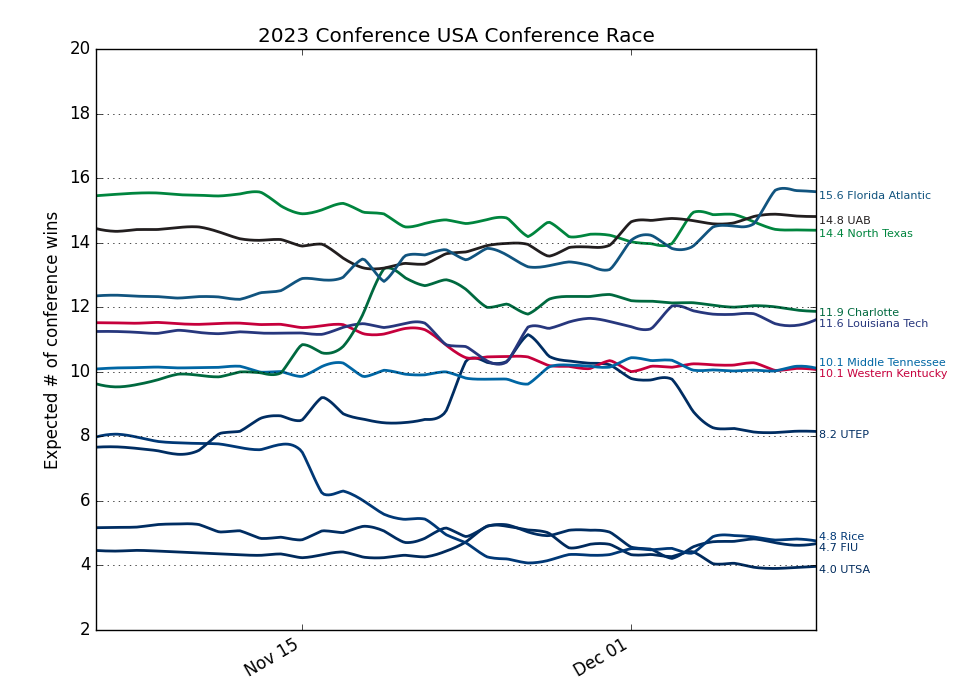 2023 Conference USA Conference Race
Expected # of conference wins
20
18
16
14
12
10
8
6
4
2
Nov 15
Dec 01
15.6 Florida Atlantic
14.8 UAB
14.4 North Texas
11.9 Charlotte
11.6 Louisiana Tech
10.1 Middle Tennessee
10.1 Western Kentucky
8.2 UTEP
4.8 Rice
4.7 FIU
4.0 UTSA